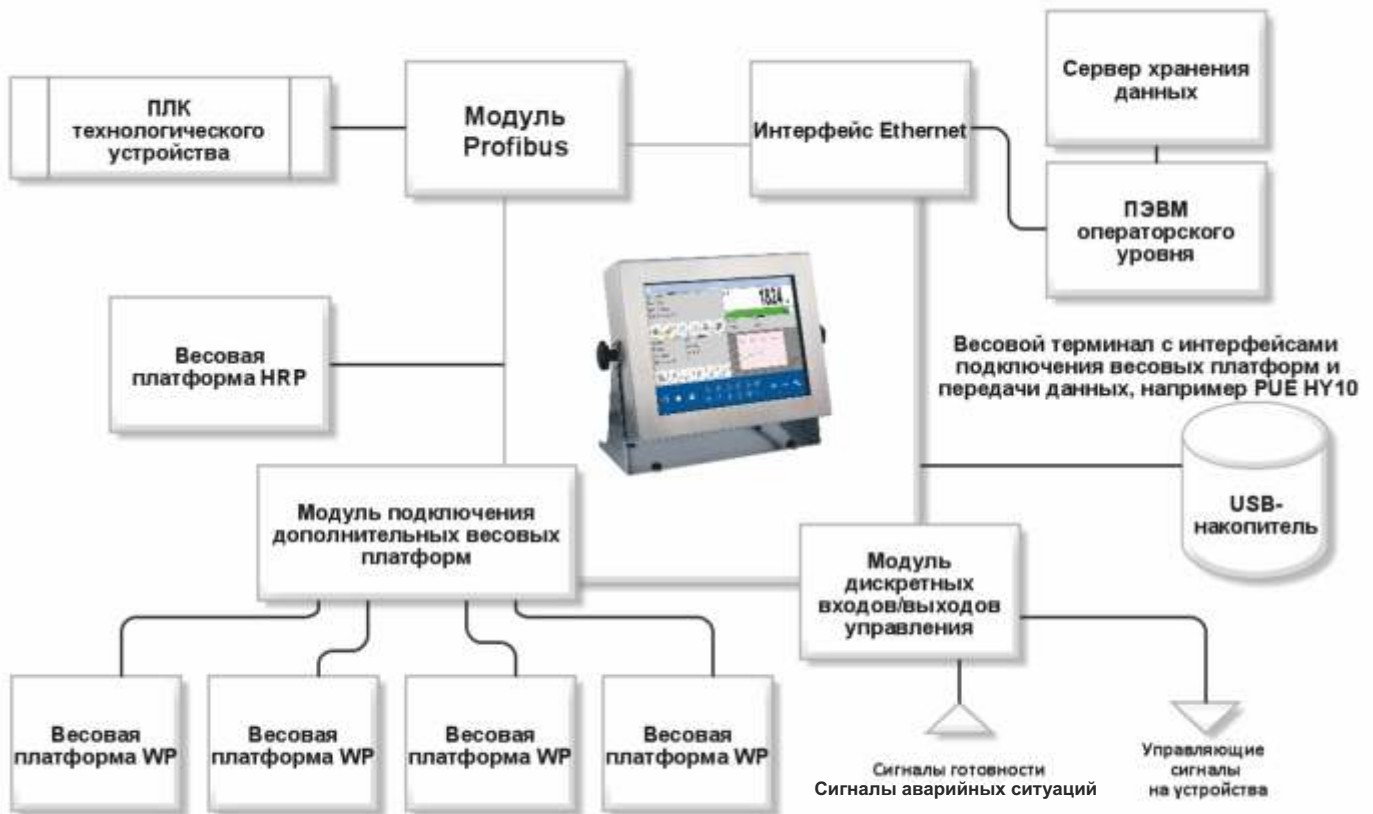 Сервер хранения
данных
ПЛК
технологического
устройства
Модуль
Profibus
Интерфейс Ethernet
ПЭВМ
операторского
уровня
Весовая
платформа HRP
1824
Весовой терминал с интерфейсами
подключения весовых платформ и
передачи данных, например PUE HY10
USB-
накопитель
Модуль подключения
дополнительных весовых
платформ
Модуль
дискретных
входов/выходов
управления
Весовая
платформа WP
Весовая
платформа WP
Весовая
платформа WP
Весовая
платформа WP
Сигналы готовности
Сигналы аварийных ситуаций
Управляющие
сигналы
на устройства